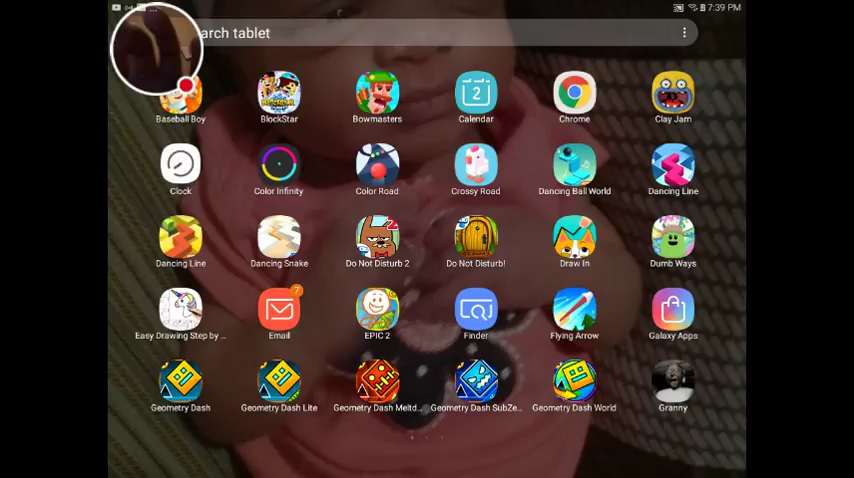 7:39 PM
arch tablet
Baseball Boy
BlockStar
Bowmasters
2
Calendar
Chrome
Clay Jam
Clock
Color Infinity
Color Road
Crossy Road
Dancing Ball World
Dancing Line
Dancing Line
Dancing Snake
2
Do Not Disturb 2
Do Not Disturb!
Draw In
Dumb Ways
Easy Drawing Step by ...
7
Email
EPIC 2
Finder
Flying Arrow
Galaxy Apps
Geometry Dash
Geometry Dash Lite
Geometry Dash Meltd...
Geometry Dash SubZe...
Geometry Dash World
Granny